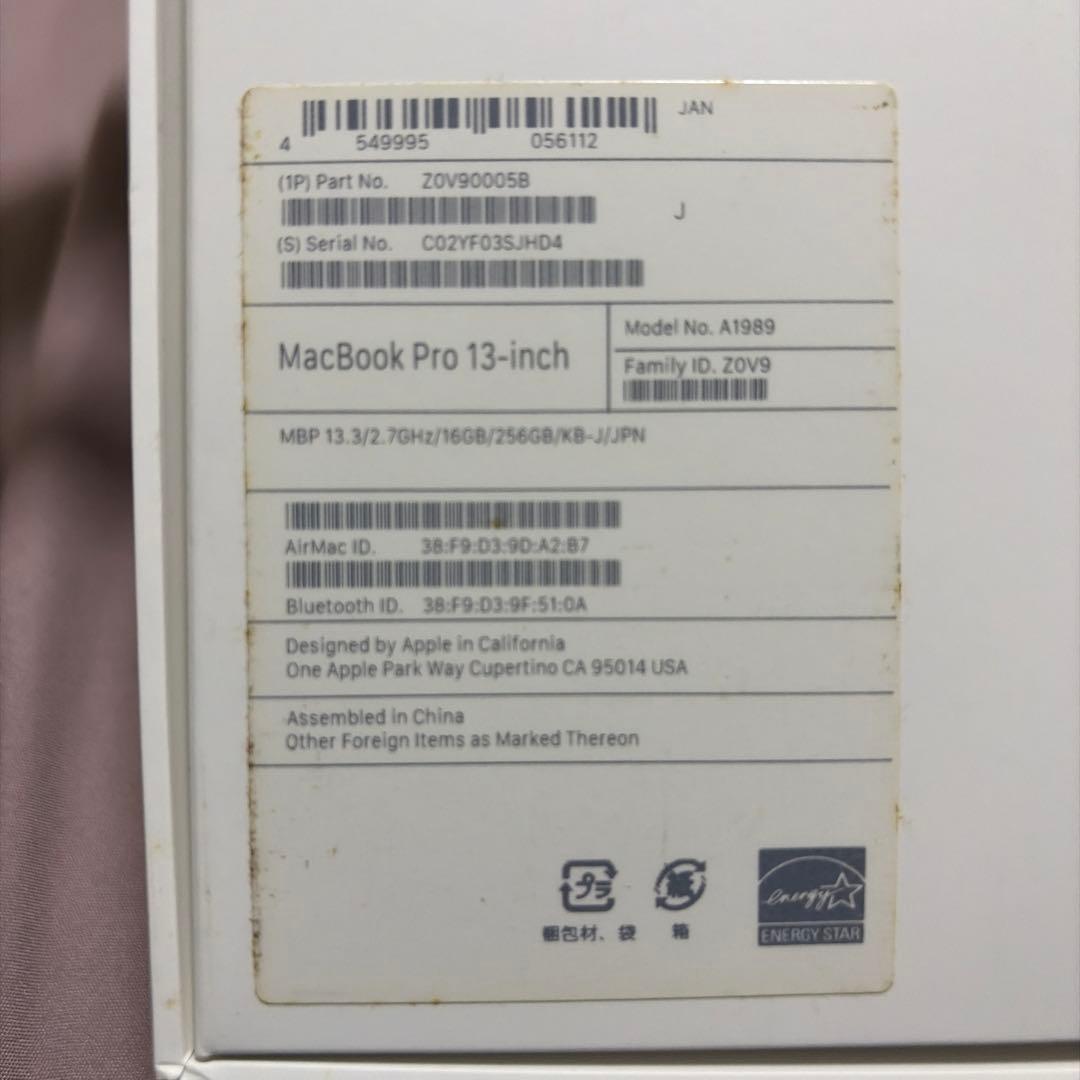 JAN
4 549995 056112
(1P) Part No. Z0V90005B
J
(S) Serial No. C02YF03SJHD4
MacBook Pro 13-inch
Model No. A1989
Family ID. Z0V9
MBP 13.3/2.7GHz/16GB/256GB/KB-J/JPN
AirMac ID. 38:F9:D3:9D:A2:B7
Bluetooth ID. 38:F9:D3:9F:51:0A
Designed by Apple in California
One Apple Park Way Cupertino CA 95014 USA
Assembled in China
Other Foreign Items as Marked Thereon
プラ
紙
energy
梱包材、袋
箱
ENERGY STAR